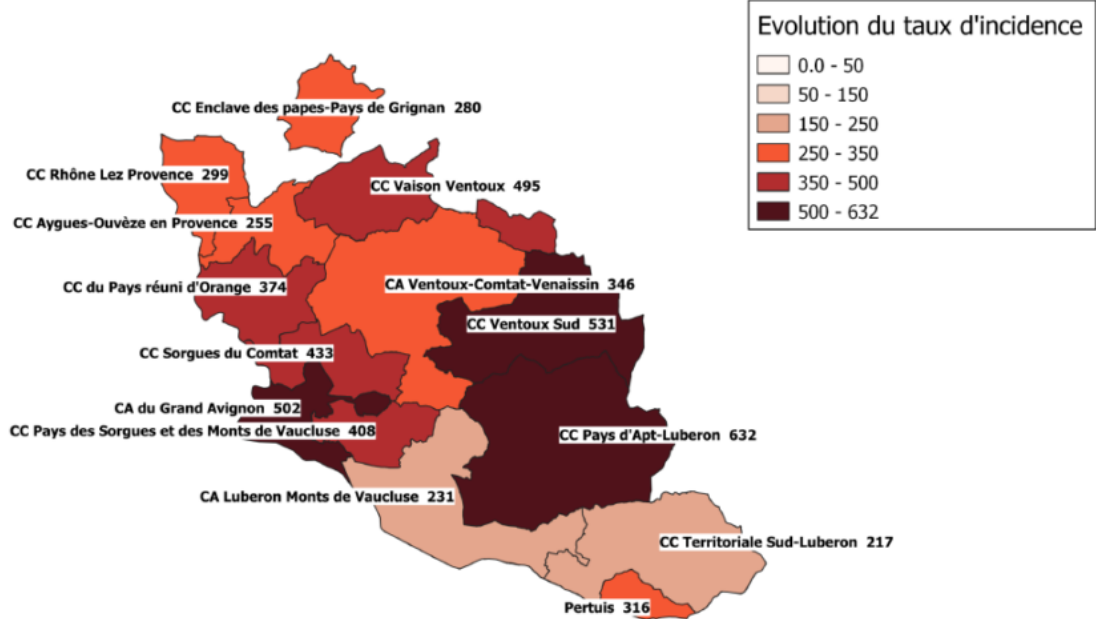 Evolution du taux d'incidence
0.0 - 50
50 - 150
150 - 250
250 - 350
350 - 500
500 - 632
CC Enclave des papes-Pays de Grignan 280
CC Rhône Lez Provence 299
CC Vaison Ventoux 495
CC Aygues-Ouvèze en Provence 255
CC du Pays réuni d'Orange 374
CA Ventoux-Comtat-Venaissin 346
CC Ventoux Sud 531
CC Sorgues du Comtat 433
CA du Grand Avignon 502
CC Pays des Sorgues et des Monts de Vaucluse 408
CC Pays d'Apt-Luberon 632
CA Luberon Monts de Vaucluse 231
CC Territoriale Sud-Luberon 217
Pertuis 316